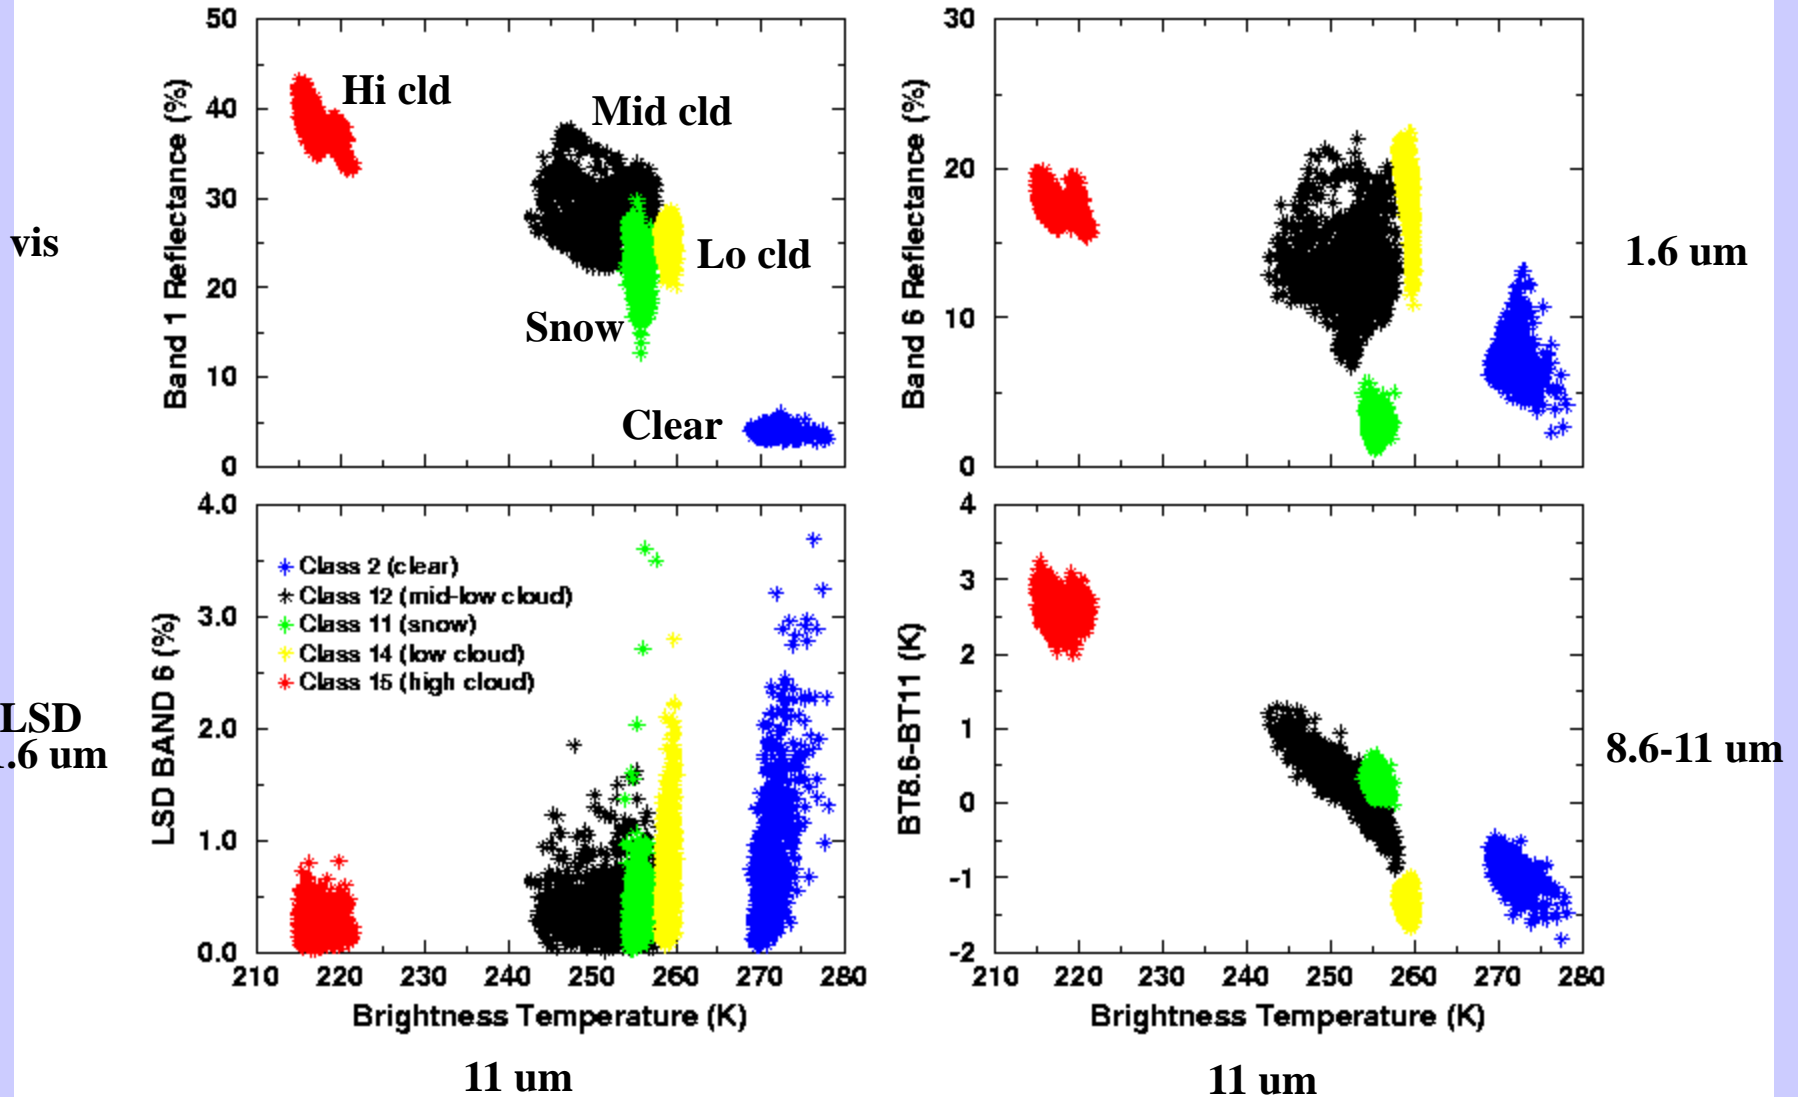 50
40
30
20
10
0
Band 1 Reflectance (%)
vis
Hi cld
Mid cld
Lo cld
Snow
Clear
30
20
10
0
Band 6 Reflectance (%)
1.6 um
4.0
3.0
2.0
1.0
0.0
LSD BAND 6 (%)
LSD
1.6 um
Class 2 (clear)
Class 12 (mid-low cloud)
Class 11 (snow)
Class 14 (low cloud)
Class 15 (high cloud)
210 220 230 240 250 260 270 280
Brightness Temperature (K)
11 um
4
3
2
1
0
-1
-2
BT8.6-BT11 (K)
8.6-11 um
210 220 230 240 250 260 270 280
Brightness Temperature (K)
11 um